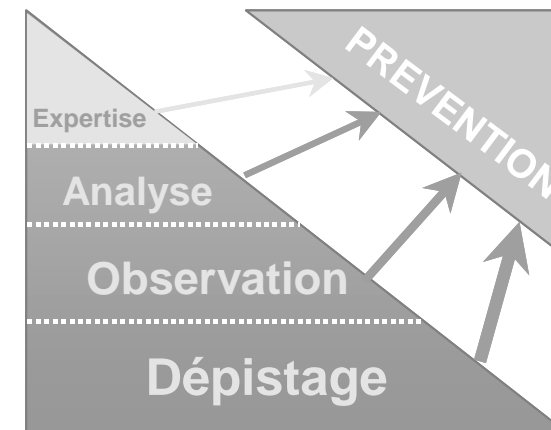 PREVENTION
Expertise
Analyse
Observation
Dépistage